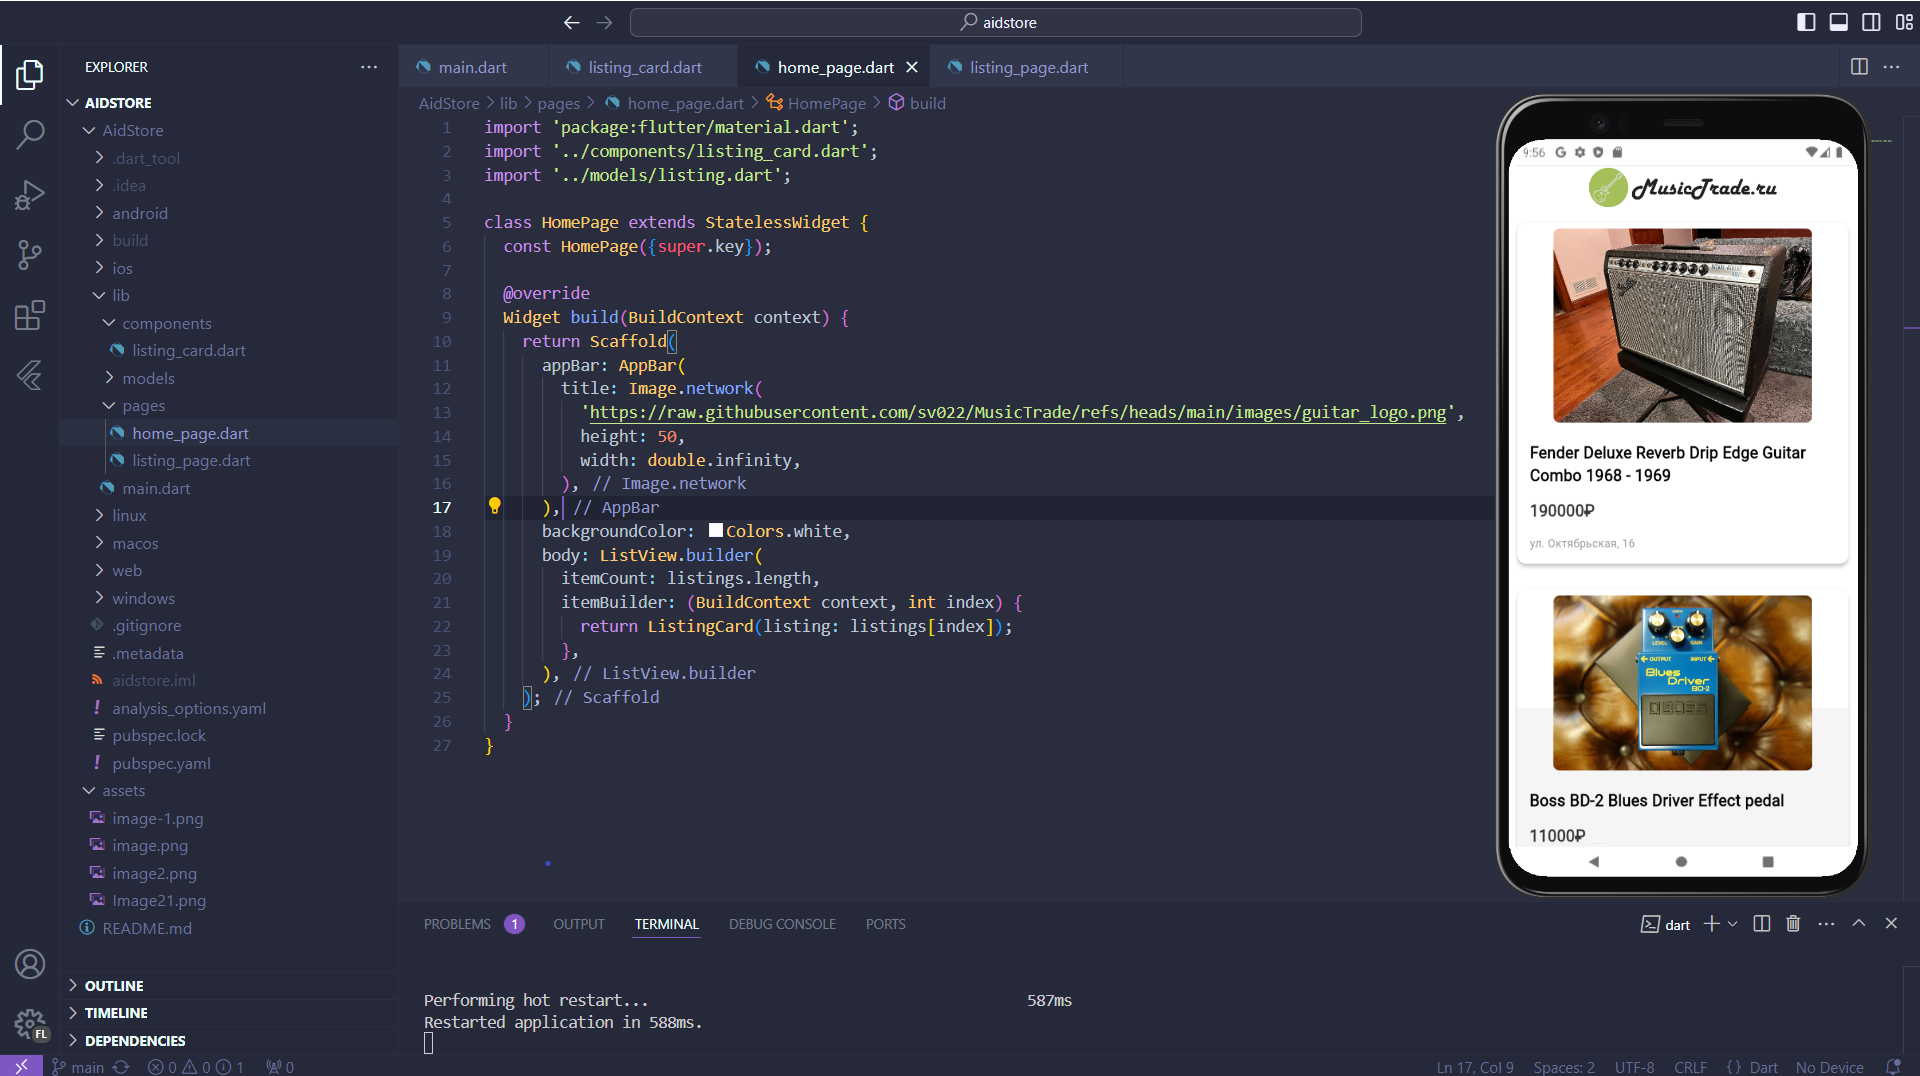 aidstore
EXPLORER
AIDSTORE
AidStore
.dart_tool
.idea
android
build
ios
lib
components
listing_card.dart
models
pages
home_page.dart
listing_page.dart
main.dart
linux
macos
web
windows
.gitignore
.metadata
aidstore.iml
analysis_options.yaml
pubspec.lock
pubspec.yaml
assets
image-1.png
image.png
image2.png
Image21.png
README.md
OUTLINE
TIMELINE
DEPENDENCIES
main.dart listing_card.dart home_page.dart listing_page.dart
AidStore lib pages home_page.dart HomePage build
1 import 'package:flutter/material.dart';
2 import '../components/listing_card.dart';
3 import '../models/listing.dart';
4
5 class HomePage extends StatelessWidget {
6 const HomePage({super.key});
7
8 @override
9 Widget build(BuildContext context) {
10 return Scaffold(
11 appBar: AppBar(
12 title: Image.network(
13 'https://raw.githubusercontent.com/sv022/MusicTrade/refs/heads/main/images/guitar_logo.png',
14 height: 50,
15 width: double.infinity,
16 ), // Image.network
17 ), // AppBar
18 backgroundColor: Colors.white,
19 body: ListView.builder(
20 itemCount: listings.length,
21 itemBuilder: (BuildContext context, int index) {
22 return ListingCard(listing: listings[index]);
23 },
24 ), // ListView.builder
25 ); // Scaffold
26 }
27 }
9:56
MusicTrade.ru
Fender Deluxe Reverb Drip Edge Guitar
Combo 1968 - 1969
190000₽
ул. Октябрьская, 16
LEVEL GAIN
OUTPUT INPUT
Blues
Driver
BD-2
BOSS
Boss BD-2 Blues Driver Effect pedal
11000₽
PROBLEMS 1 OUTPUT TERMINAL DEBUG CONSOLE PORTS
dart
Performing hot restart... 587ms
Restarted application in 588ms.
FL
main 0 0 1 0
Ln 17, Col 9 Spaces: 2 UTF-8 CRLF {} Dart No Device